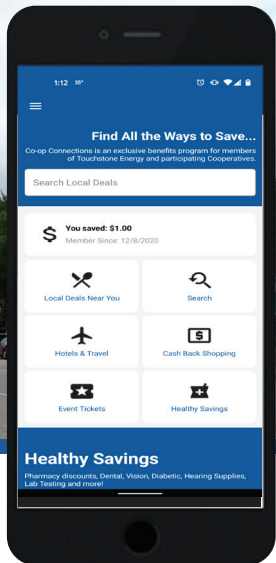 1:12 35°
Find All the Ways to Save...
Co-op Connections is an exclusive benefits program for members
of Touchstone Energy and participating Cooperatives.
Search Local Deals
$ You saved: $1.00
Member Since: 12/8/2020
Local Deals Near You
Search
Hotels & Travel
$
Cash Back Shopping
Event Tickets
Healthy Savings
Healthy Savings
Pharmacy discounts, Dental, Vision, Diabetic, Hearing Supplies,
Lab Testing and more!